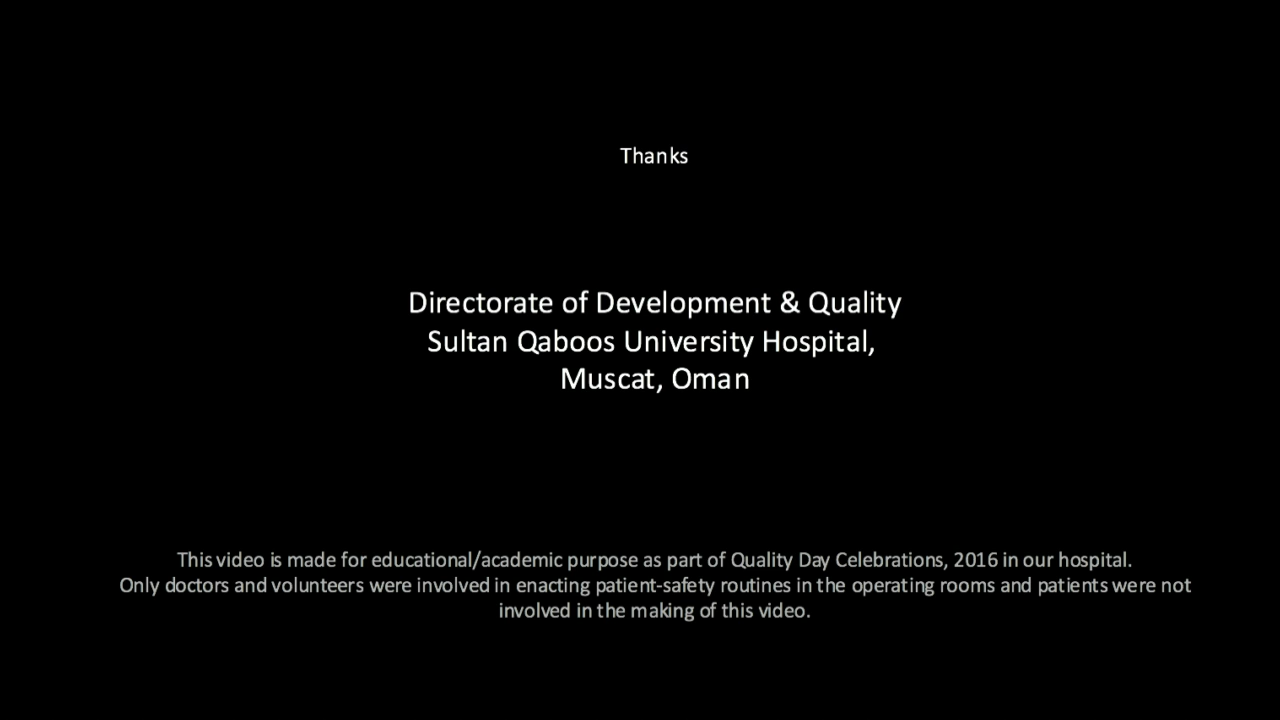 Thanks
Directorate of Development & Quality
Sultan Qaboos University Hospital,
Muscat, Oman
This video is made for educational/academic purpose as part of Quality Day Celebrations, 2016 in our hospital.
Only doctors and volunteers were involved in enacting patient-safety routines in the operating rooms and patients were not
involved in the making of this video.